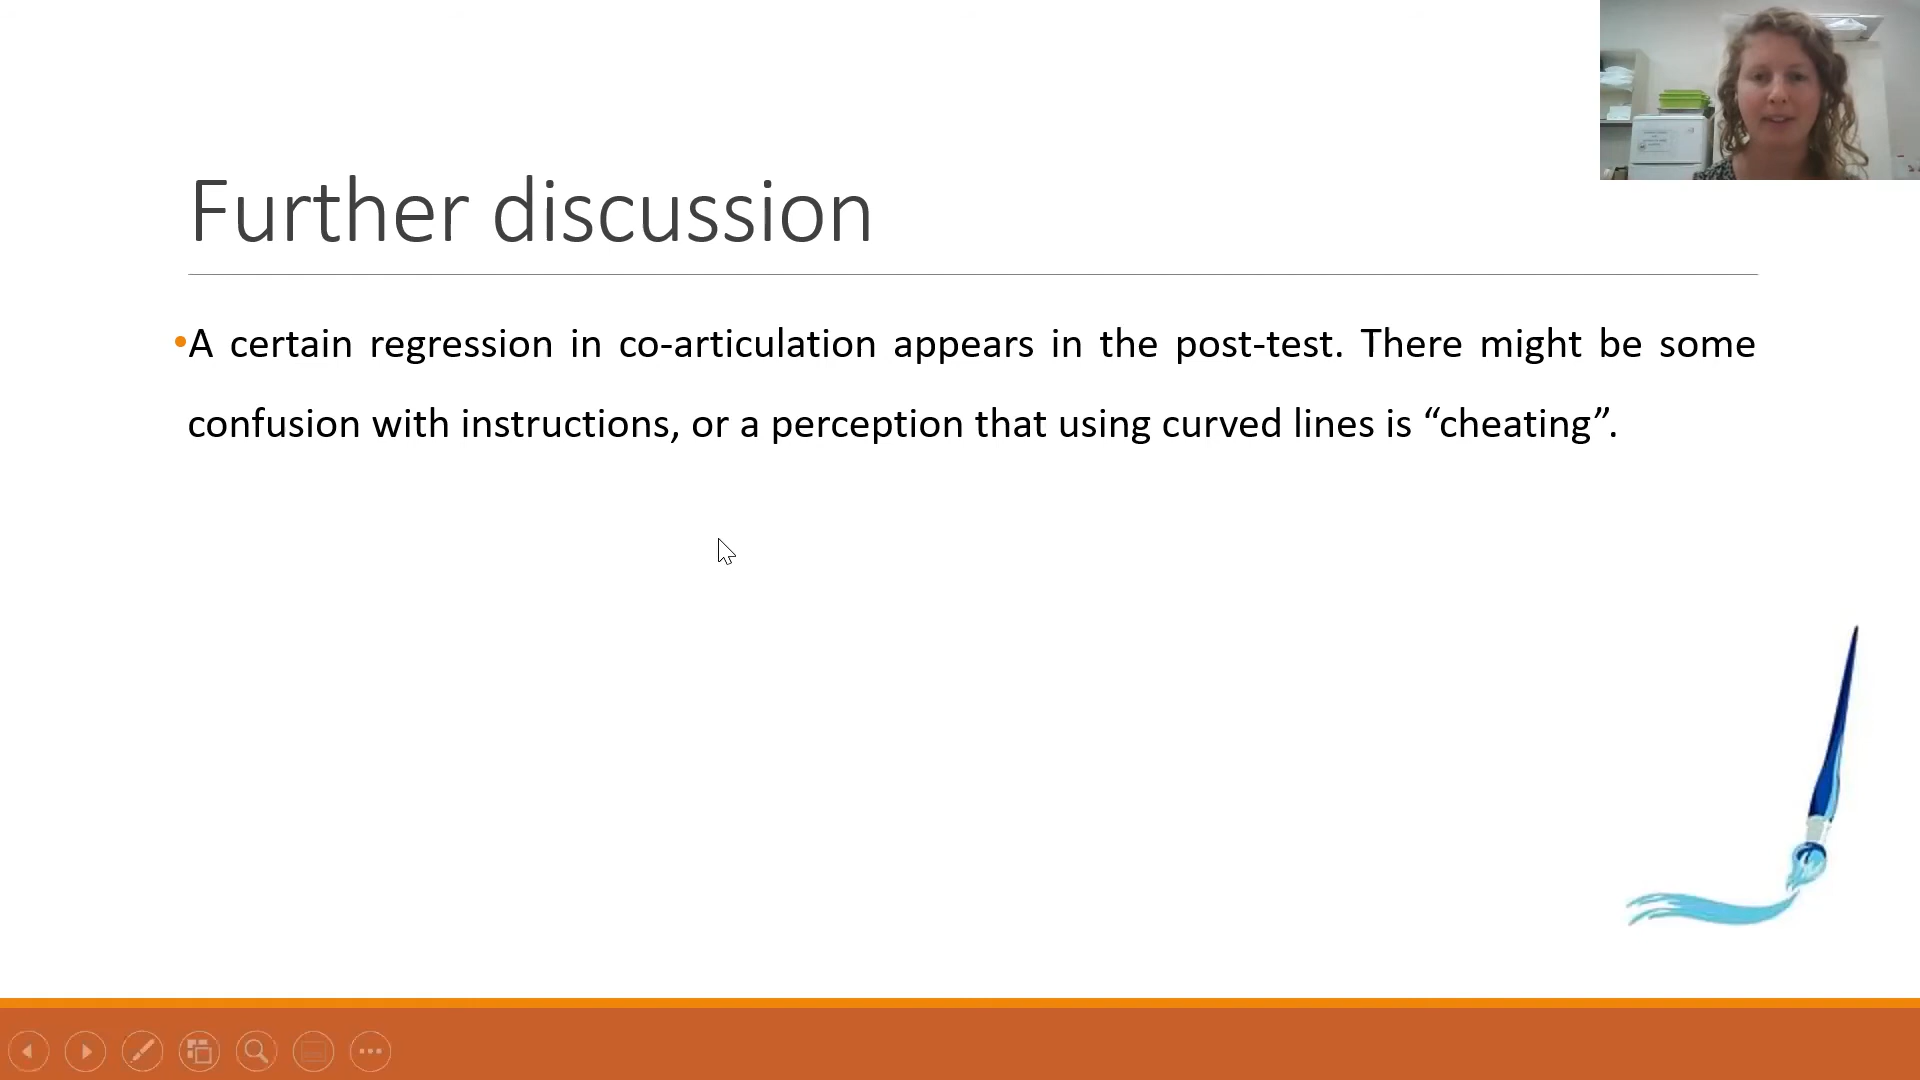 Further discussion
•A certain regression in co-articulation appears in the post-test. There might be some
confusion with instructions, or a perception that using curved lines is “cheating”.